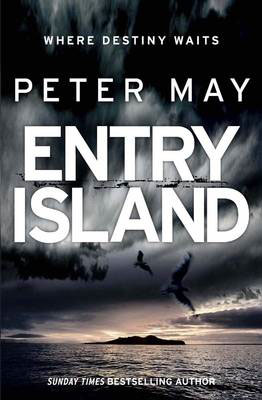 WHERE DESTINY WAITS
PETER MAY
ENTRY
ISLAND
SUNDAY TIMES BESTSELLING AUTHOR